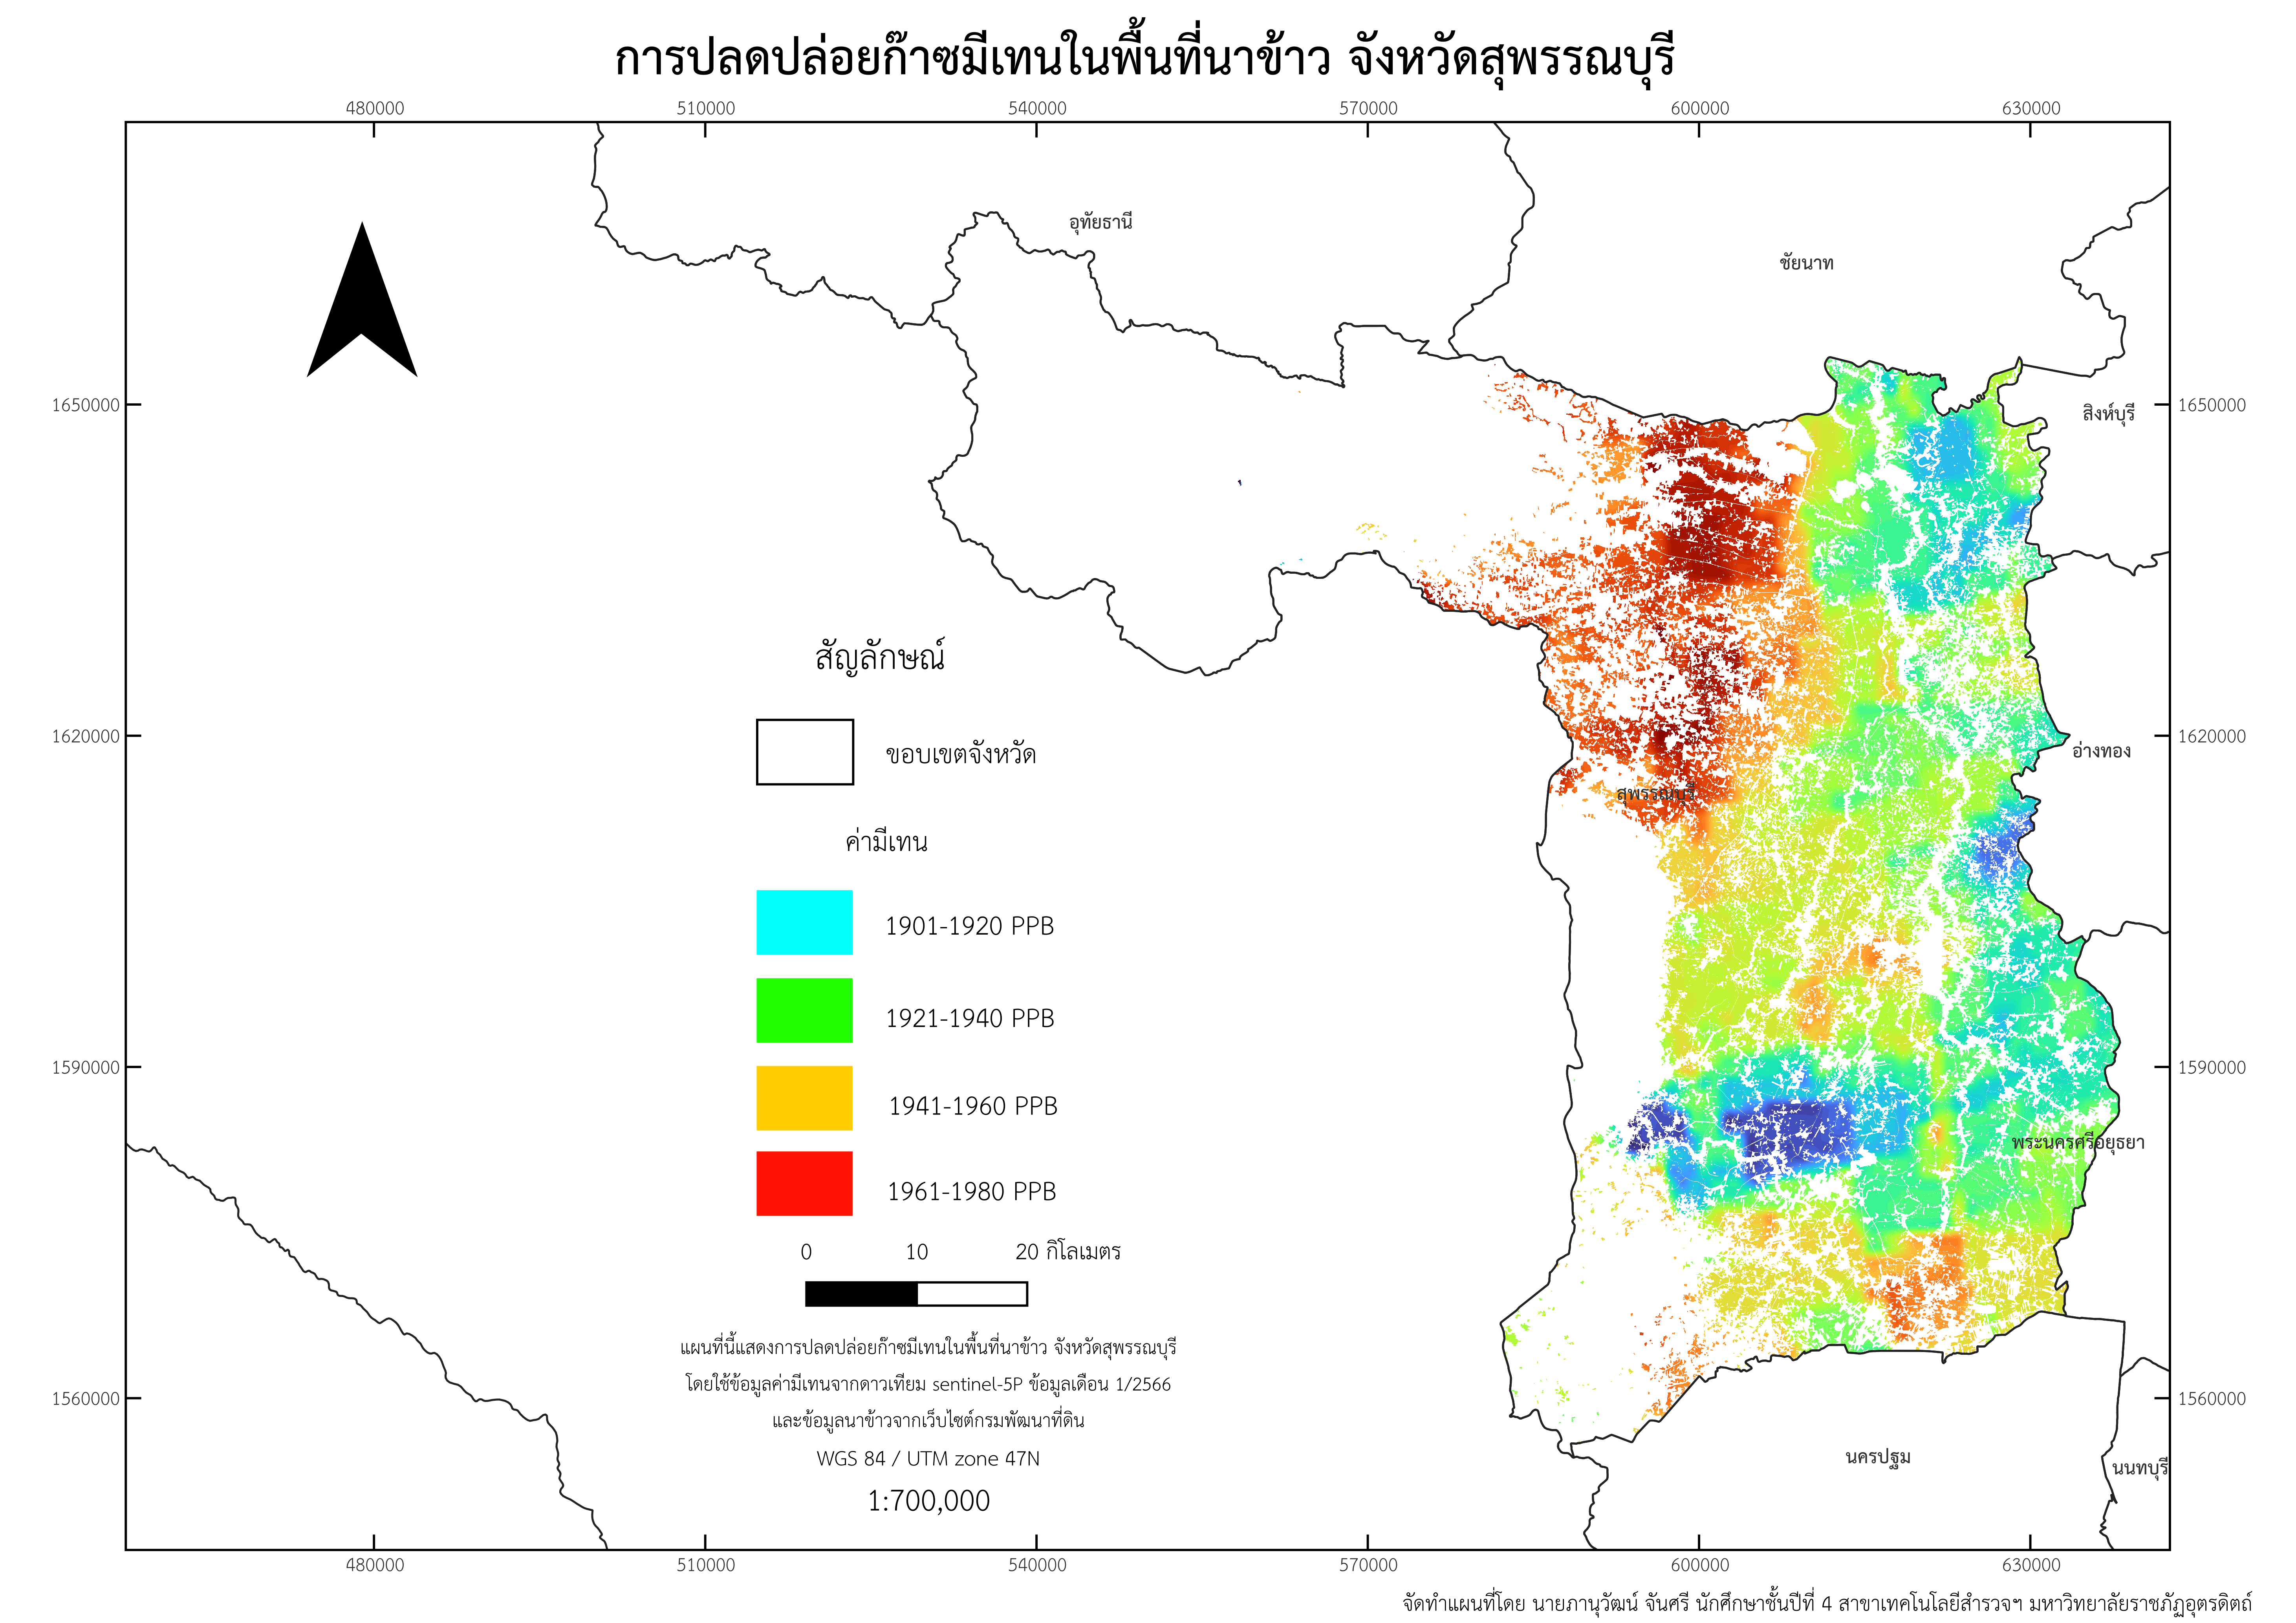 การปลดปล่อยก๊าซมีเทนในพื้นที่นาข้าว จังหวัดสุพรรณบุรี
480000 510000 540000 570000 600000 630000
อุทัยธานี
ชัยนาท
1650000 1650000
สิงห์บุรี
สัญลักษณ์
1620000 1620000
ขอบเขตจังหวัด
อ่างทอง
สุพรรณบุรี
ค่ามีเทน
1901-1920 PPB
1921-1940 PPB
1590000 1590000
1941-1960 PPB
พระนครศรีอยุธยา
1961-1980 PPB
0 10 20 กิโลเมตร
แผนที่นี้แสดงการปลดปล่อยก๊าซมีเทนในพื้นที่นาข้าว จังหวัดสุพรรณบุรี
โดยใช้ข้อมูลค่ามีเทนจากดาวเทียม sentinel-5P ข้อมูลเดือน 1/2566
1560000 1560000
และข้อมูลนาข้าวจากเว็บไซต์กรมพัฒนาที่ดิน
WGS 84 / UTM zone 47N
นครปฐม
นนทบุรี
1:700,000
480000 510000 540000 570000 600000 630000
จัดทำแผนที่โดย นายภานุวัฒน์ จันศรี นักศึกษาชั้นปีที่ 4 สาขาเทคโนโลยีสำรวจฯ มหาวิทยาลัยราชภัฏอุตรดิตถ์